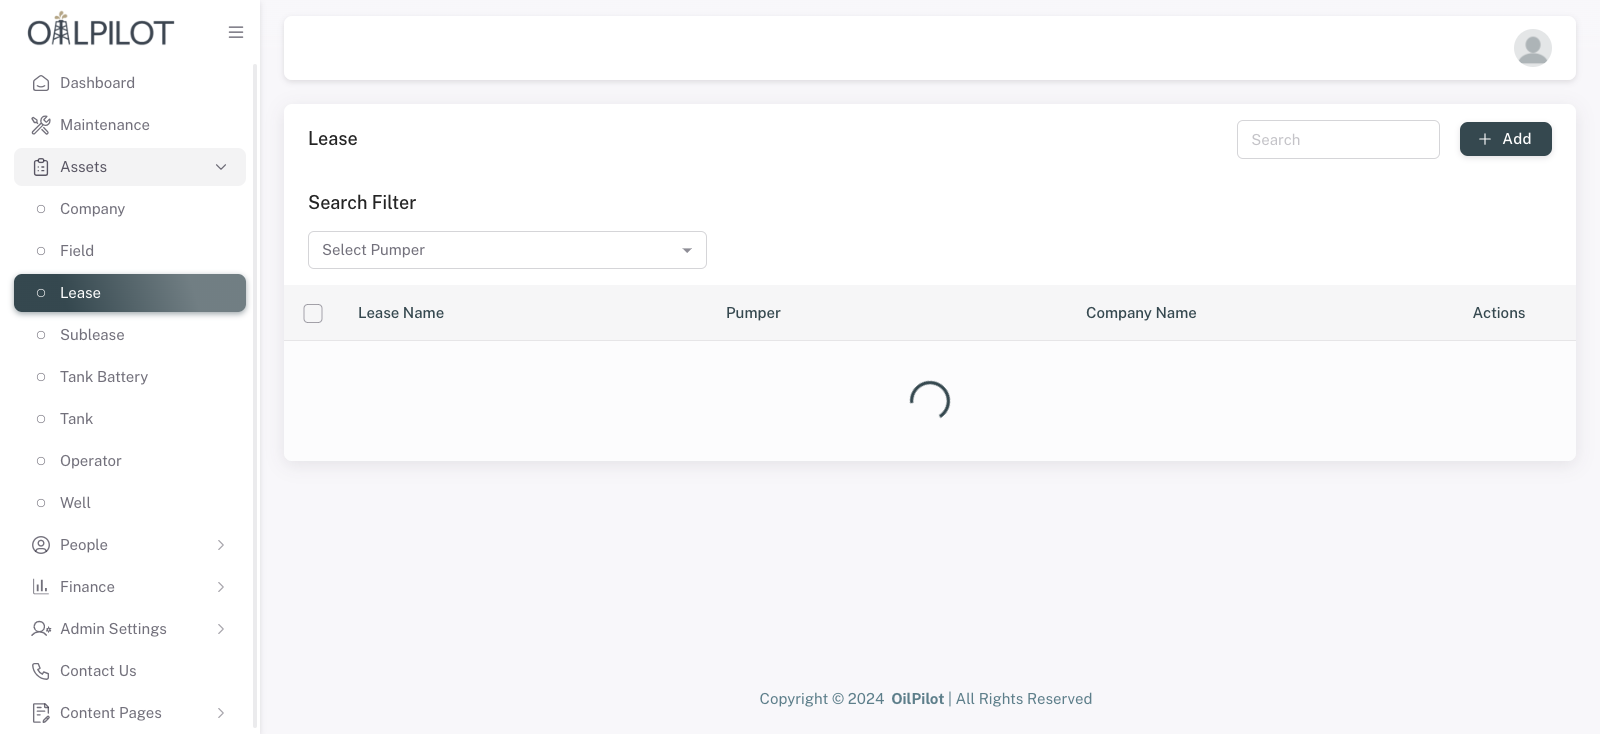 OILPILOT
Dashboard
Maintenance
Assets
Company
Field
Lease
Sublease
Tank Battery
Tank
Operator
Well
People
Finance
Admin Settings
Contact Us
Content Pages
Lease
Search
Add
Search Filter
Select Pumper
Lease Name Pumper Company Name Actions
Copyright © 2024 OilPilot | All Rights Reserved